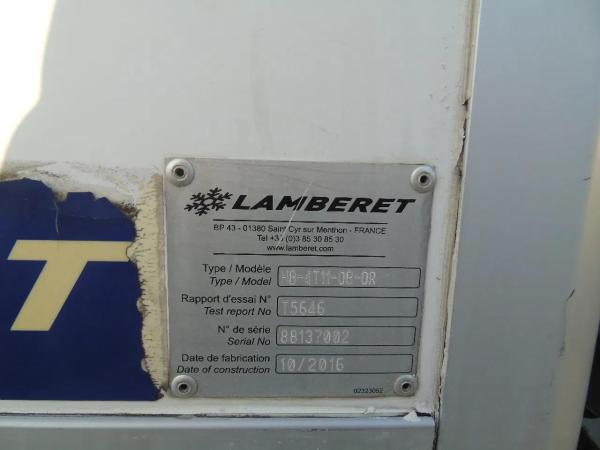 LAMBERET
BP 43 - 01380 Saint Cyr sur Menthon - FRANCE
Tel +33 (0)3 85 30 85 30
www.lamberet.com
Type / Modèle
Type / Model
Rapport d'essai N°
Test report No
T5646
N° de série
Serial No
88137002
Date de fabrication
Date of construction
10/2016
02323052
T